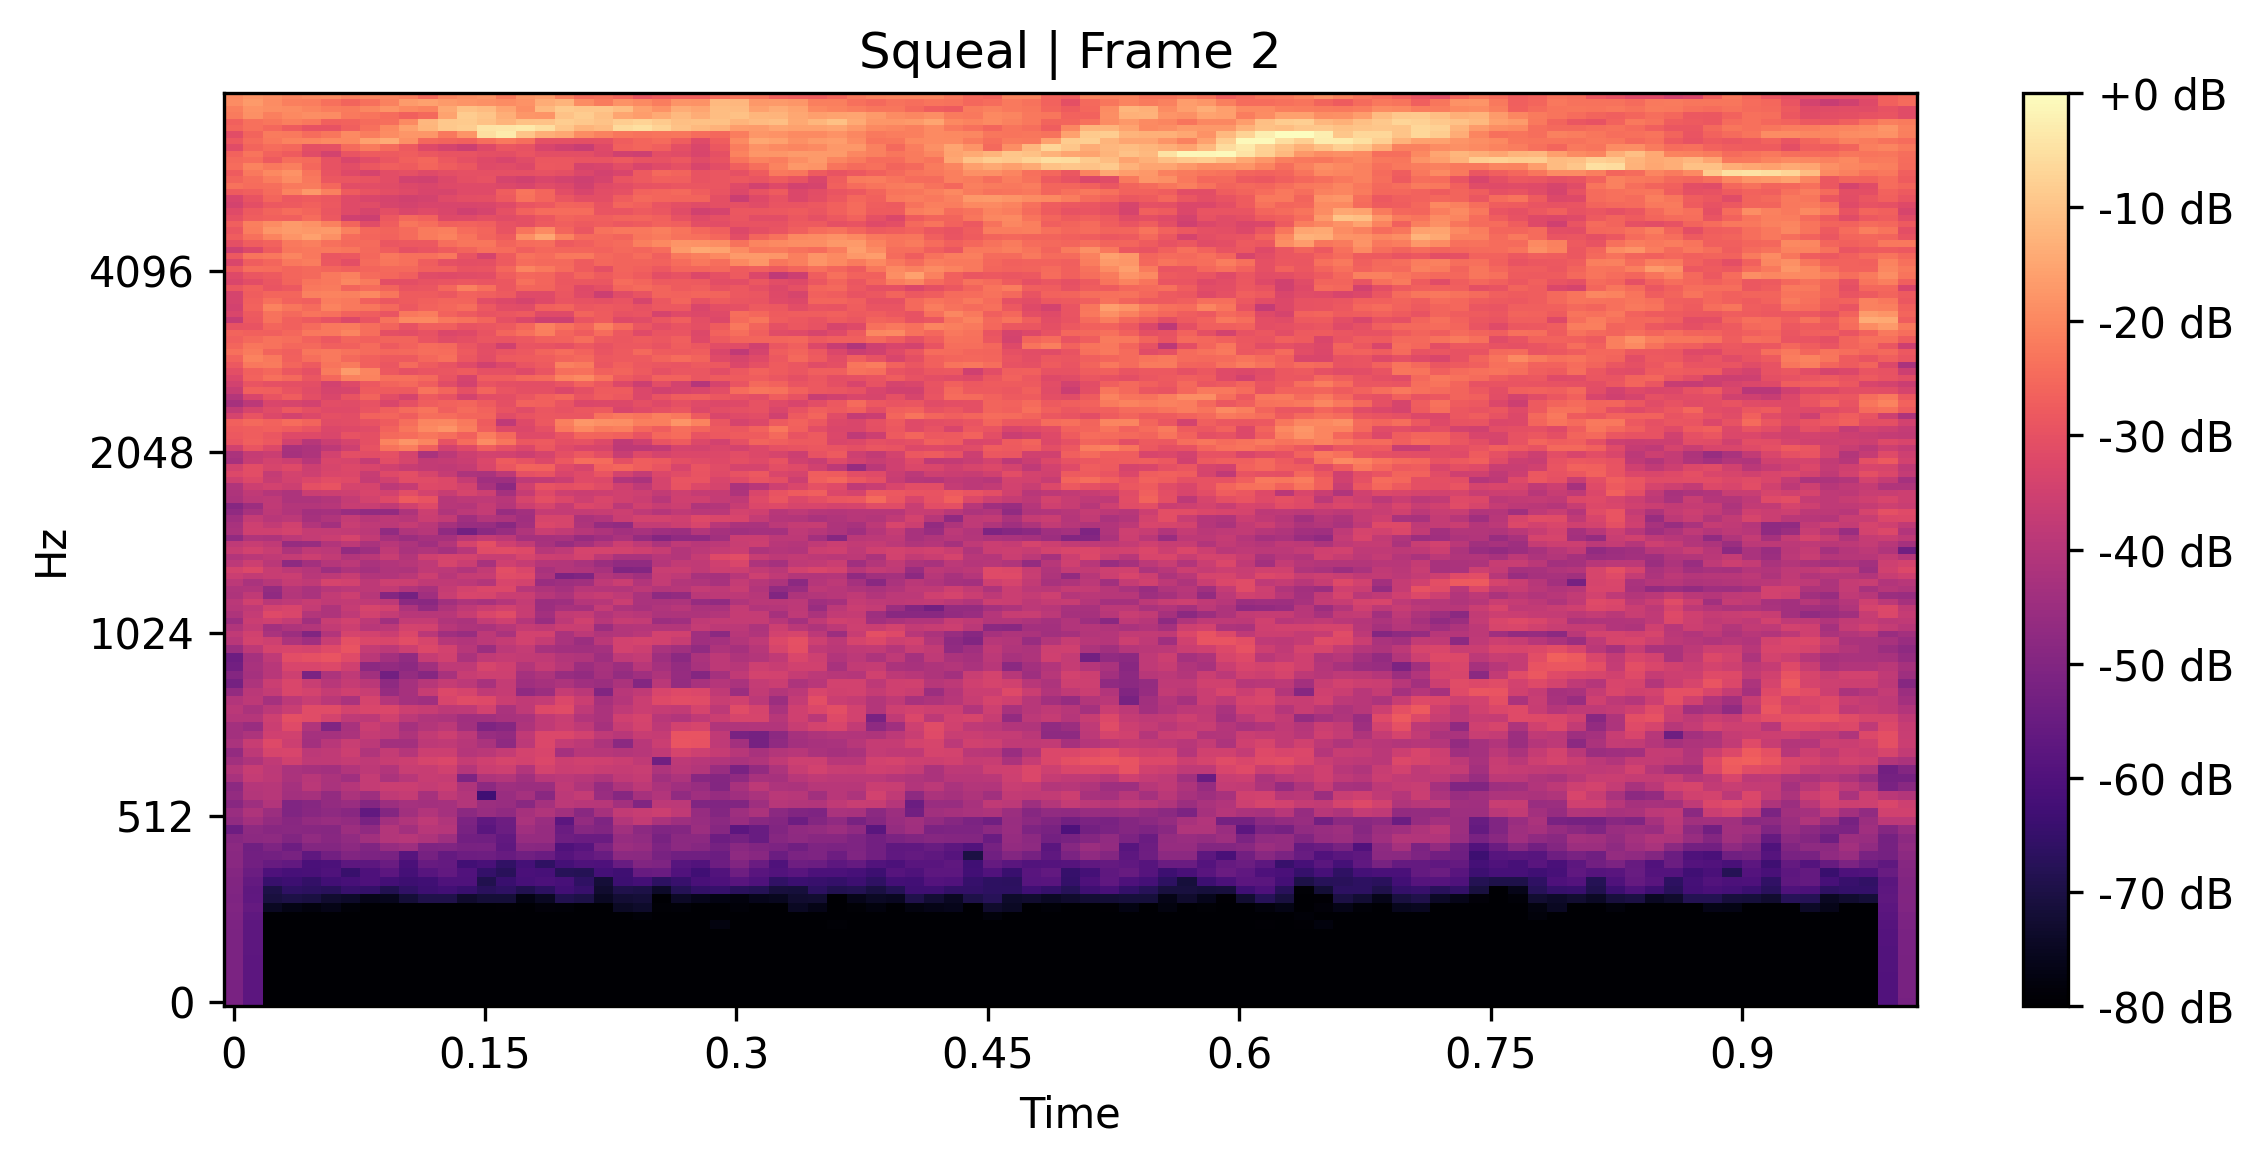 Squeal | Frame 2
+0 dB
-10 dB
4096
-20 dB
-30 dB
2048
-40 dB
Hz
1024
-50 dB
-60 dB
512
-70 dB
0
-80 dB
0 0.15 0.3 0.45 0.6 0.75 0.9
Time